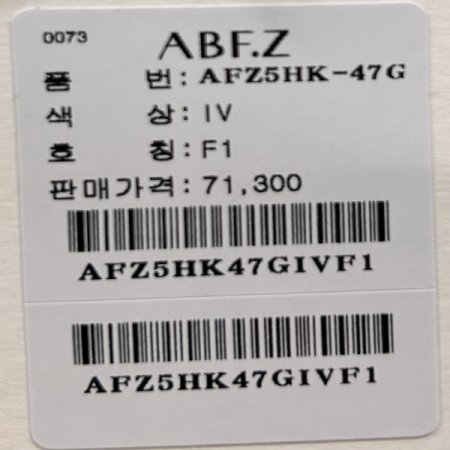 0073
ABF.Z
품 번 : AFZ5HK-47G
색 상 : IV
호 칭 : F1
판매가격 : 71,300
AFZ5HK47GIVF1
AFZ5HK47GIVF1